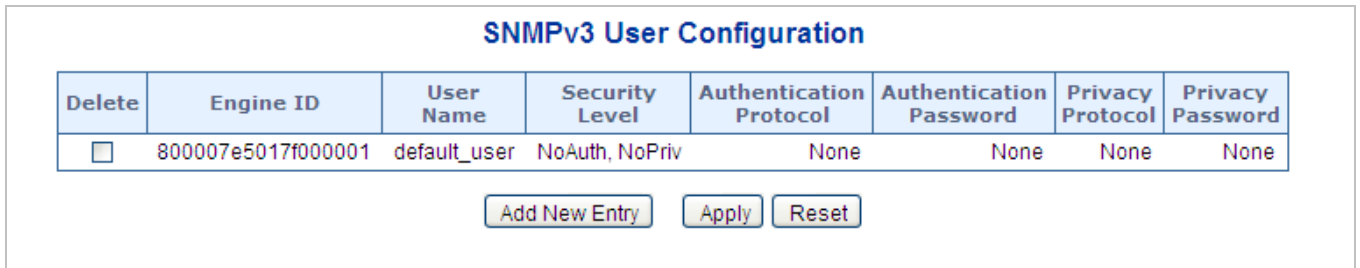 SNMPv3 User Configuration
Delete Engine ID User Name Security Level Authentication Protocol Authentication Password Privacy Protocol Privacy Password
800007e5017f000001 default_user NoAuth, NoPriv None None None None
Add New Entry Apply Reset